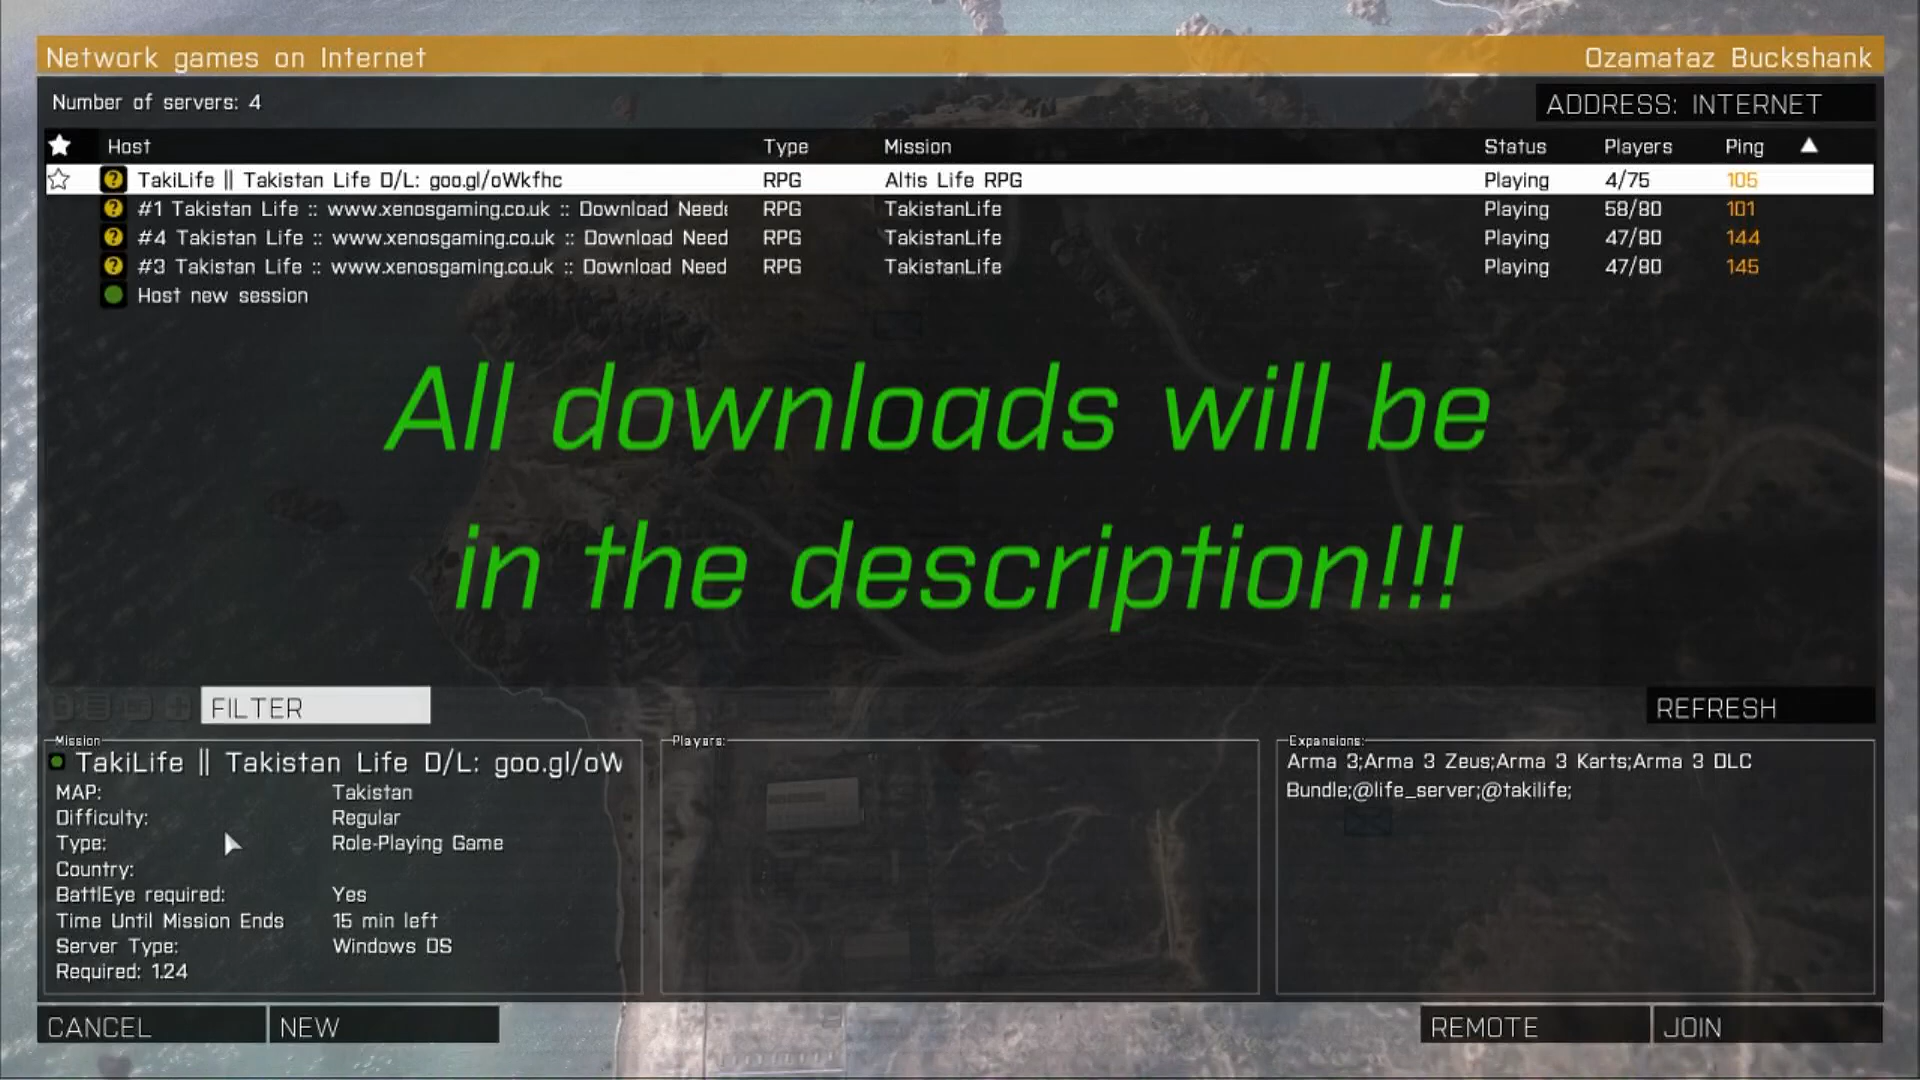 Network games on Internet
Ozamataz Buckshank
Number of servers: 4
ADDRESS: INTERNET
Host Type Mission Status Players Ping
TakiLife || Takistan Life D/L: goo.gl/oWkfhc RPG Altis Life RPG Playing 4/75 105
#1 Takistan Life :: www.xenosgaming.co.uk :: Download Neede RPG TakistanLife Playing 58/80 101
#4 Takistan Life :: www.xenosgaming.co.uk :: Download Need RPG TakistanLife Playing 47/80 144
#3 Takistan Life :: www.xenosgaming.co.uk :: Download Need RPG TakistanLife Playing 47/80 145
Host new session
All downloads will be
in the description!!!
FILTER
REFRESH
Mission
TakiLife || Takistan Life D/L: goo.gl/oW
MAP: Takistan
Difficulty: Regular
Type: Role-Playing Game
Country:
BattlEye required: Yes
Time Until Mission Ends 15 min left
Server Type: Windows DS
Required: 1.24
Players:
Expansions:
Arma 3;Arma 3 Zeus;Arma 3 Karts;Arma 3 DLC
Bundle;@life_server;@takilife;
CANCEL
NEW
REMOTE
JOIN